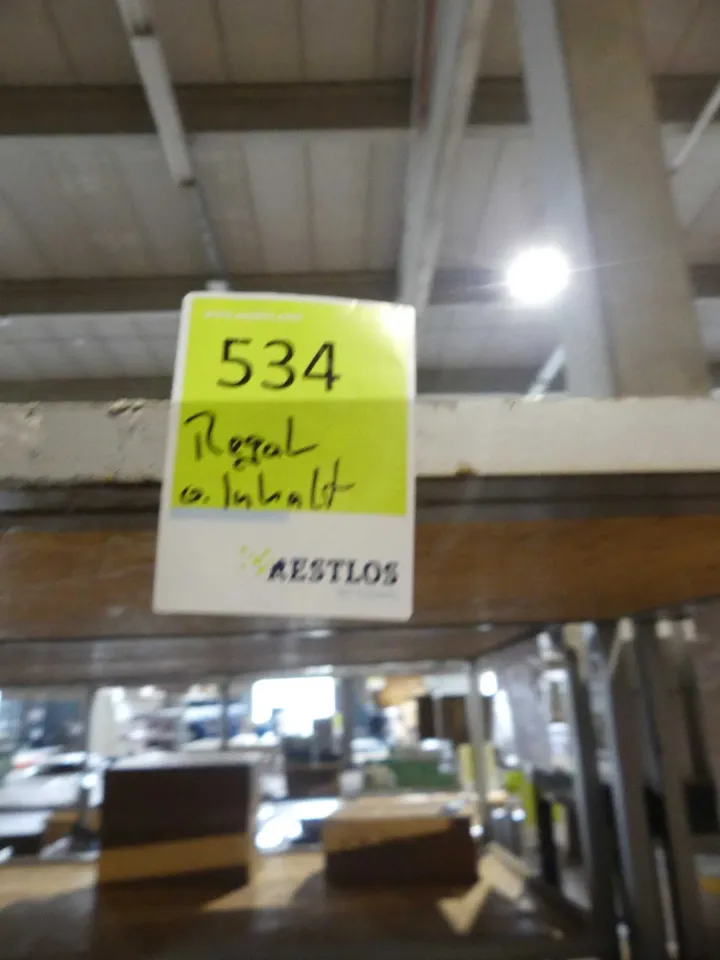 534
Regal
o. Inhalt
RESTLOS